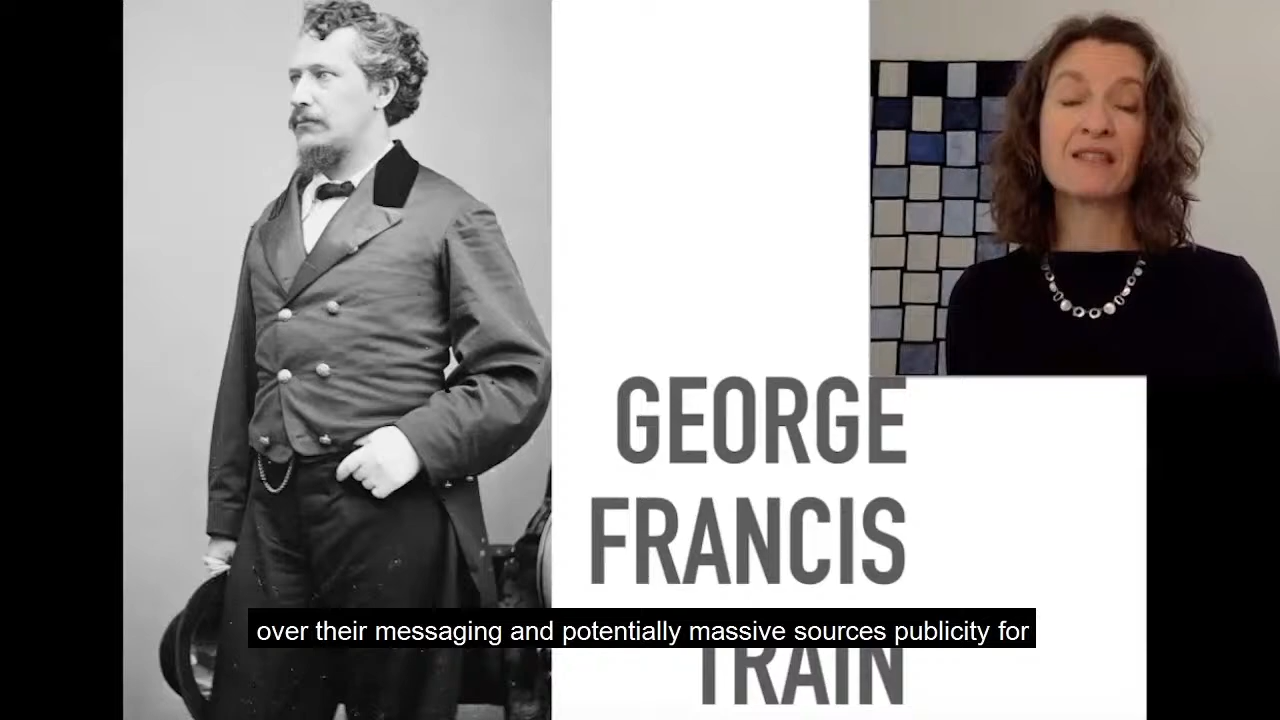 GEORGE
FRANCIS
TRAIN
over their messaging and potentially massive sources publicity for